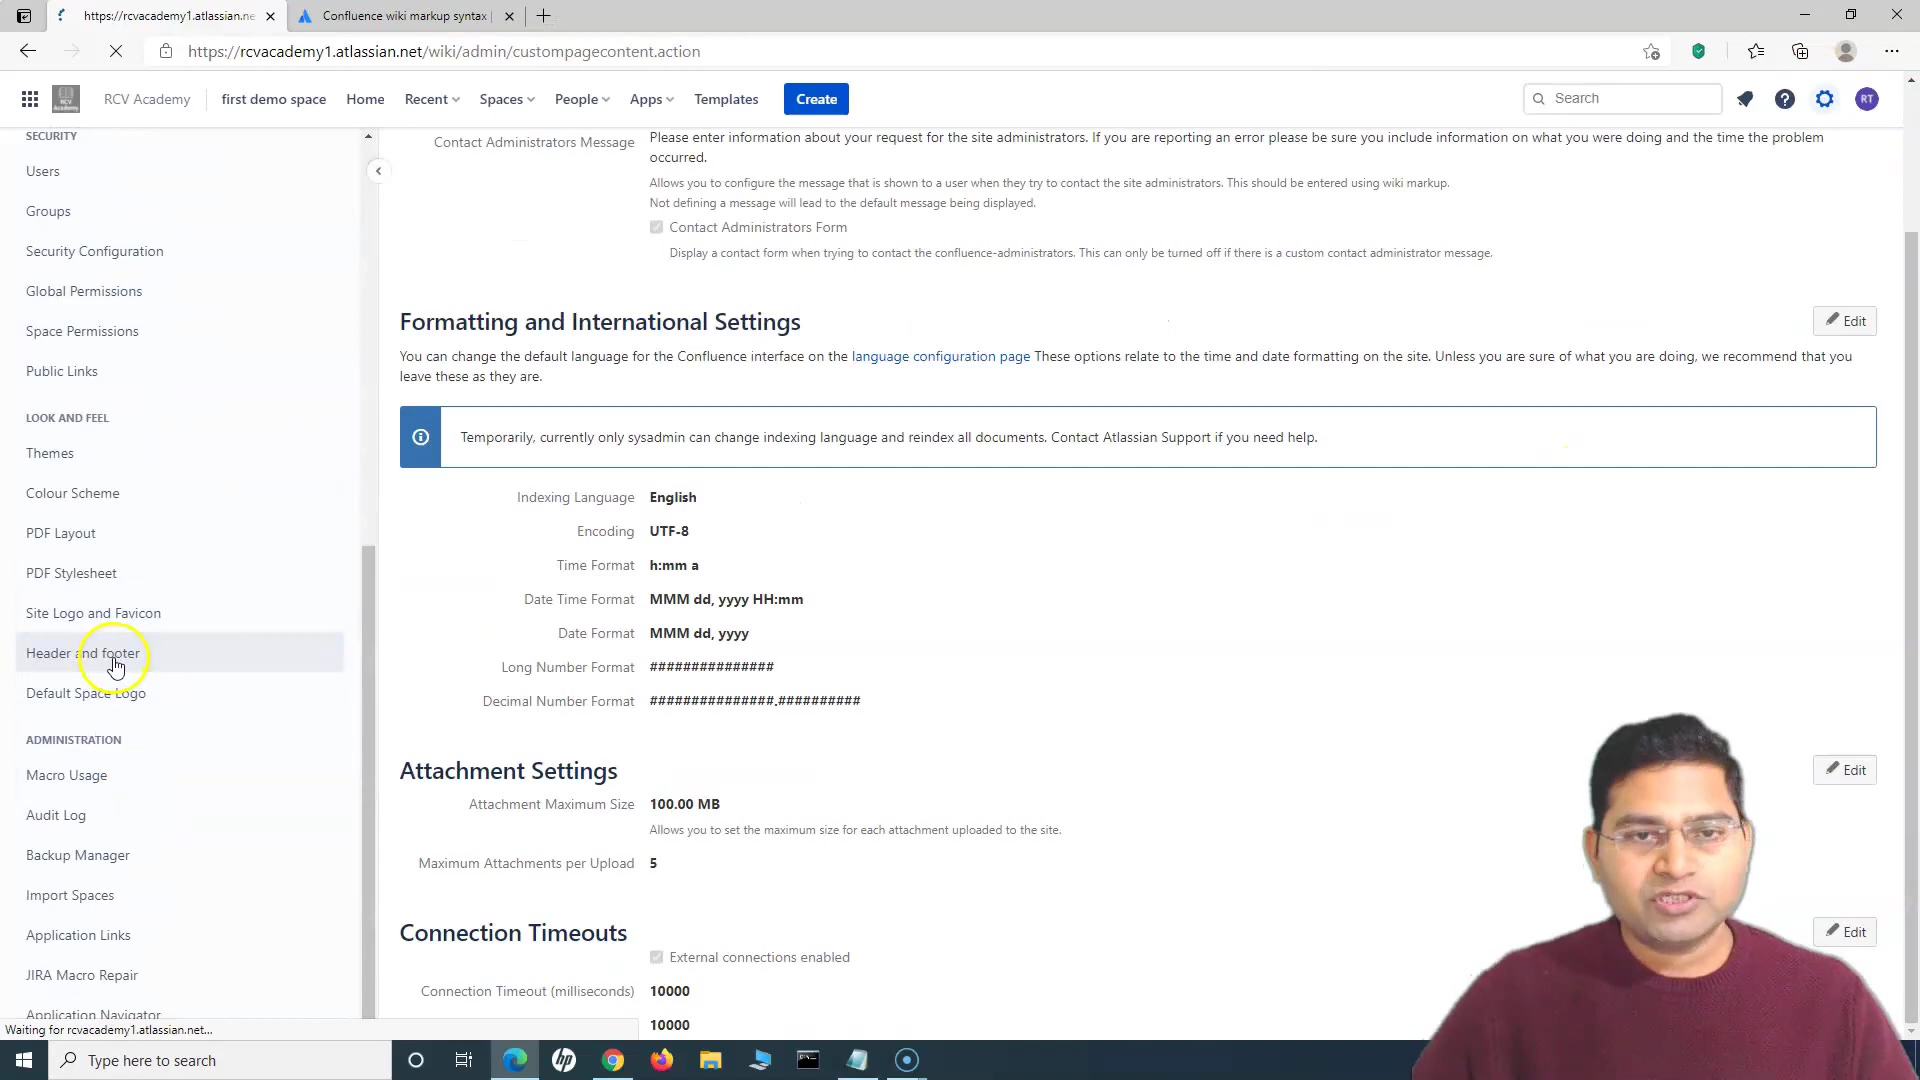 https://rcvacademy1.atlassian.ne
Confluence wiki markup syntax
https://rcvacademy1.atlassian.net/wiki/admin/custompagecontent.action
RCV Academy
RCV Academy first demo space Home Recent Spaces People Apps Templates Create Search RT
SECURITY
Users
Groups
Security Configuration
Global Permissions
Space Permissions
Public Links
LOOK AND FEEL
Themes
Colour Scheme
PDF Layout
PDF Stylesheet
Site Logo and Favicon
Header and footer
Default Space Logo
ADMINISTRATION
Macro Usage
Audit Log
Backup Manager
Import Spaces
Application Links
JIRA Macro Repair
Application Navigator
Waiting for rcvacademy1.atlassian.net...
Contact Administrators Message
Please enter information about your request for the site administrators. If you are reporting an error please be sure you include information on what you were doing and the time the problem
occurred.
Allows you to configure the message that is shown to a user when they try to contact the site administrators. This should be entered using wiki markup.
Not defining a message will lead to the default message being displayed.
Contact Administrators Form
Display a contact form when trying to contact the confluence-administrators. This can only be turned off if there is a custom contact administrator message.
Formatting and International Settings
Edit
You can change the default language for the Confluence interface on the language configuration page These options relate to the time and date formatting on the site. Unless you are sure of what you are doing, we recommend that you
leave these as they are.
Temporarily, currently only sysadmin can change indexing language and reindex all documents. Contact Atlassian Support if you need help.
Indexing Language English
Encoding UTF-8
Time Format h:mm a
Date Time Format MMM dd, yyyy HH:mm
Date Format MMM dd, yyyy
Long Number Format ###############
Decimal Number Format ###############.##########
Attachment Settings
Edit
Attachment Maximum Size 100.00 MB
Allows you to set the maximum size for each attachment uploaded to the site.
Maximum Attachments per Upload 5
Connection Timeouts
Edit
External connections enabled
Connection Timeout (milliseconds) 10000
10000
Type here to search
hp